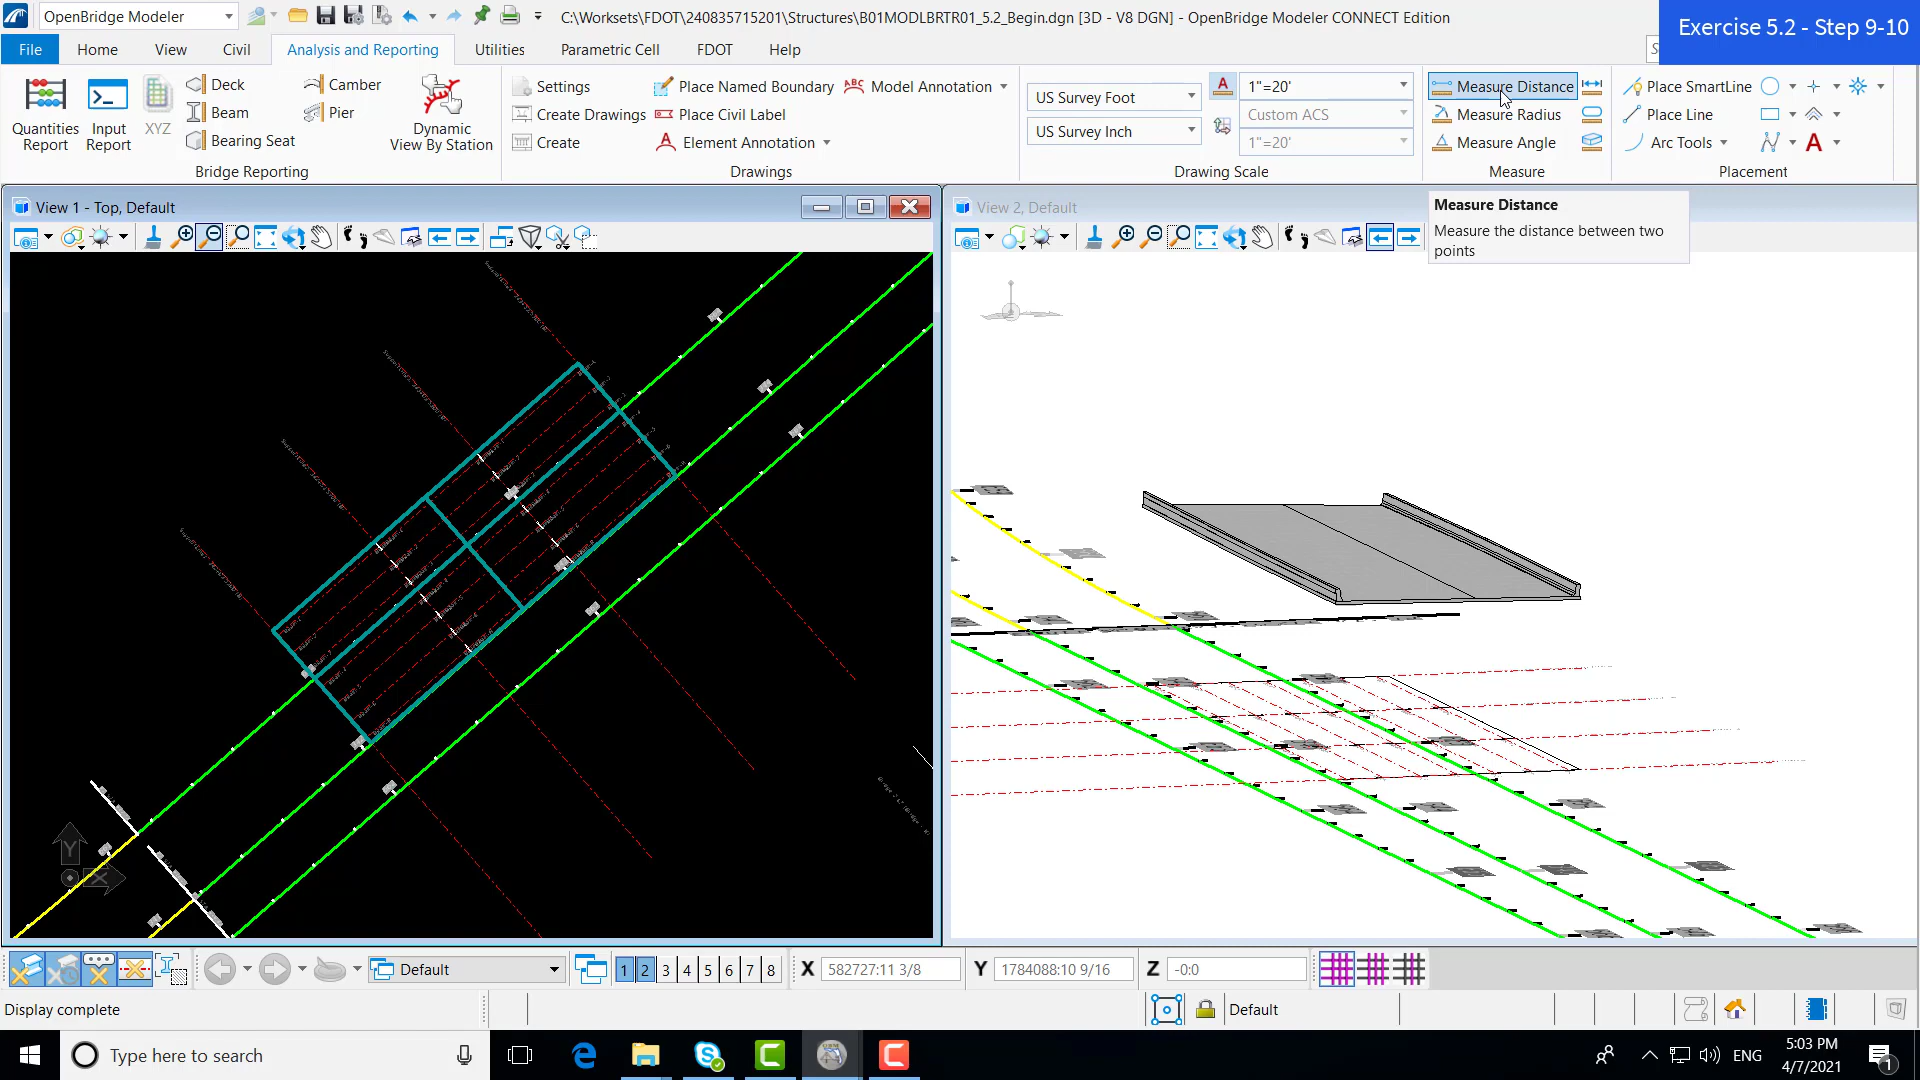 OpenBridge Modeler
C:\Worksets\FDOT\240835715201\Structures\B01MODLBRTR01_5.2_Begin.dgn [3D - V8 DGN] - OpenBridge Modeler CONNECT Edition
Exercise 5.2 - Step 9-10
File Home View Civil Analysis and Reporting Utilities Parametric Cell FDOT Help
Quantities Report
Input Report
XYZ
Deck
Beam
Bearing Seat
Camber
Pier
Dynamic View By Station
Bridge Reporting
Settings
Create Drawings
Create
Place Named Boundary
Place Civil Label
Element Annotation
Model Annotation
Drawings
US Survey Foot
US Survey Inch
1"=20'
Custom ACS
1"=20'
Drawing Scale
Measure Distance
Measure Radius
Measure Angle
Measure
Place SmartLine
Place Line
Arc Tools
Placement
View 1 - Top, Default
View 2, Default
Measure Distance
Measure the distance between two
points
Y
X
Default
1 2 3 4 5 6 7 8
X 582727:11 3/8
Y 1784088:10 9/16
Z -0:0
Display complete
Default
Type here to search
ENG
5:03 PM
4/7/2021
1